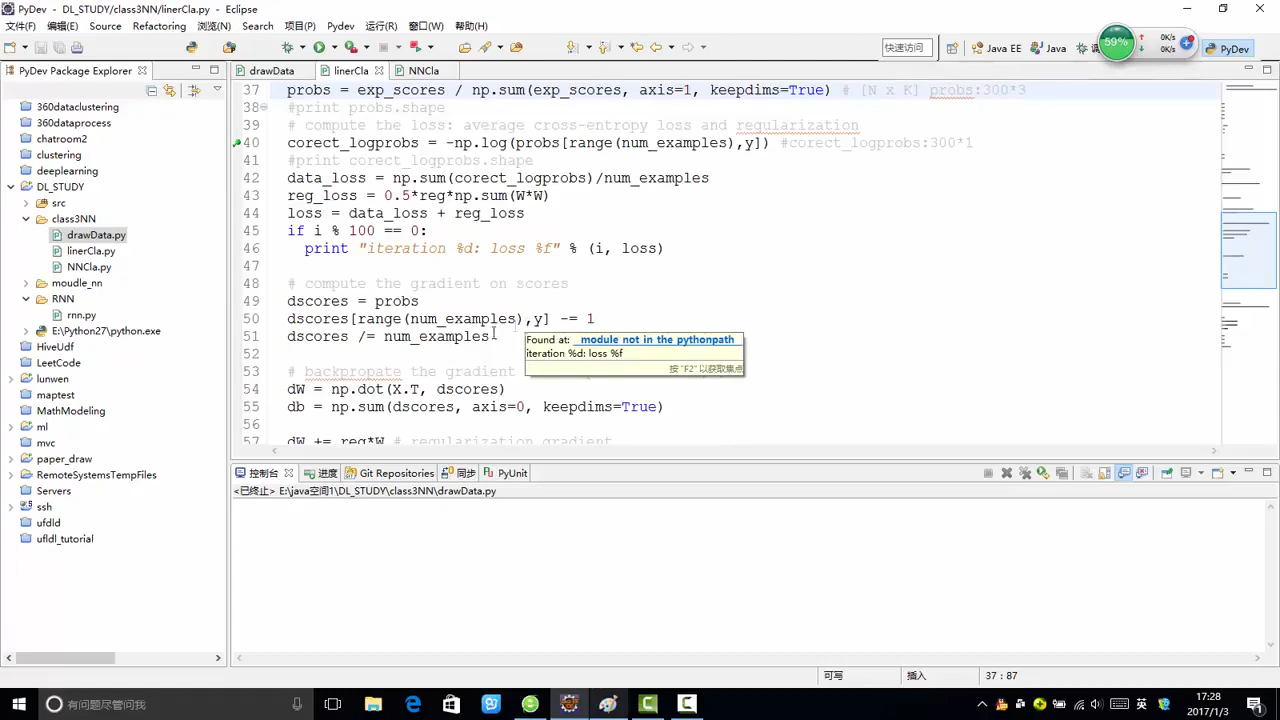 PyDev - DL_STUDY/class3NN/linerCla.py - Eclipse
文件(F) 编辑(E) Source Refactoring 浏览(N) Search 项目(P) Pydev 运行(R) 窗口(W) 帮助(H)
快速访问 Java EE Java PyDev
59% 0K/s 0K/s
PyDev Package Explorer
360dataclustering
360dataprocess
chatroom2
clustering
deeplearning
DL_STUDY
src
class3NN
drawData.py
linerCla.py
NNCla.py
moudle_nn
RNN
rnn.py
E:\Python27\python.exe
HiveUdf
LeetCode
lunwen
maptest
MathModeling
ml
mvc
paper_draw
RemoteSystemsTempFiles
Servers
ssh
ufdld
ufldl_tutorial
drawData linerCla NNCla
37 probs = exp_scores / np.sum(exp_scores, axis=1, keepdims=True) # [N x K] probs:300*3
38 #print probs.shape
39 # compute the loss: average cross-entropy loss and regularization
40 corect_logprobs = -np.log(probs[range(num_examples),y]) #corect_logprobs:300*1
41 #print corect_logprobs.shape
42 data_loss = np.sum(corect_logprobs)/num_examples
43 reg_loss = 0.5*reg*np.sum(W*W)
44 loss = data_loss + reg_loss
45 if i % 100 == 0:
46 print "iteration %d: loss %f" % (i, loss)
47
48 # compute the gradient on scores
49 dscores = probs
50 dscores[range(num_examples),y] -= 1
51 dscores /= num_examples
52
53 # backpropate the gradient
54 dW = np.dot(X.T, dscores)
55 db = np.sum(dscores, axis=0, keepdims=True)
56
57 dW += reg*W # regularization gradient
Found at: module not in the pythonpath
iteration %d: loss %f
按 "F2" 以获取焦点
控制台 进度 Git Repositories 同步 PyUnit
<已终止> E:\java空间1\DL_STUDY\class3NN\drawData.py
可写 插入 37 : 87
有问题尽管问我
英
17:28
2017/1/3